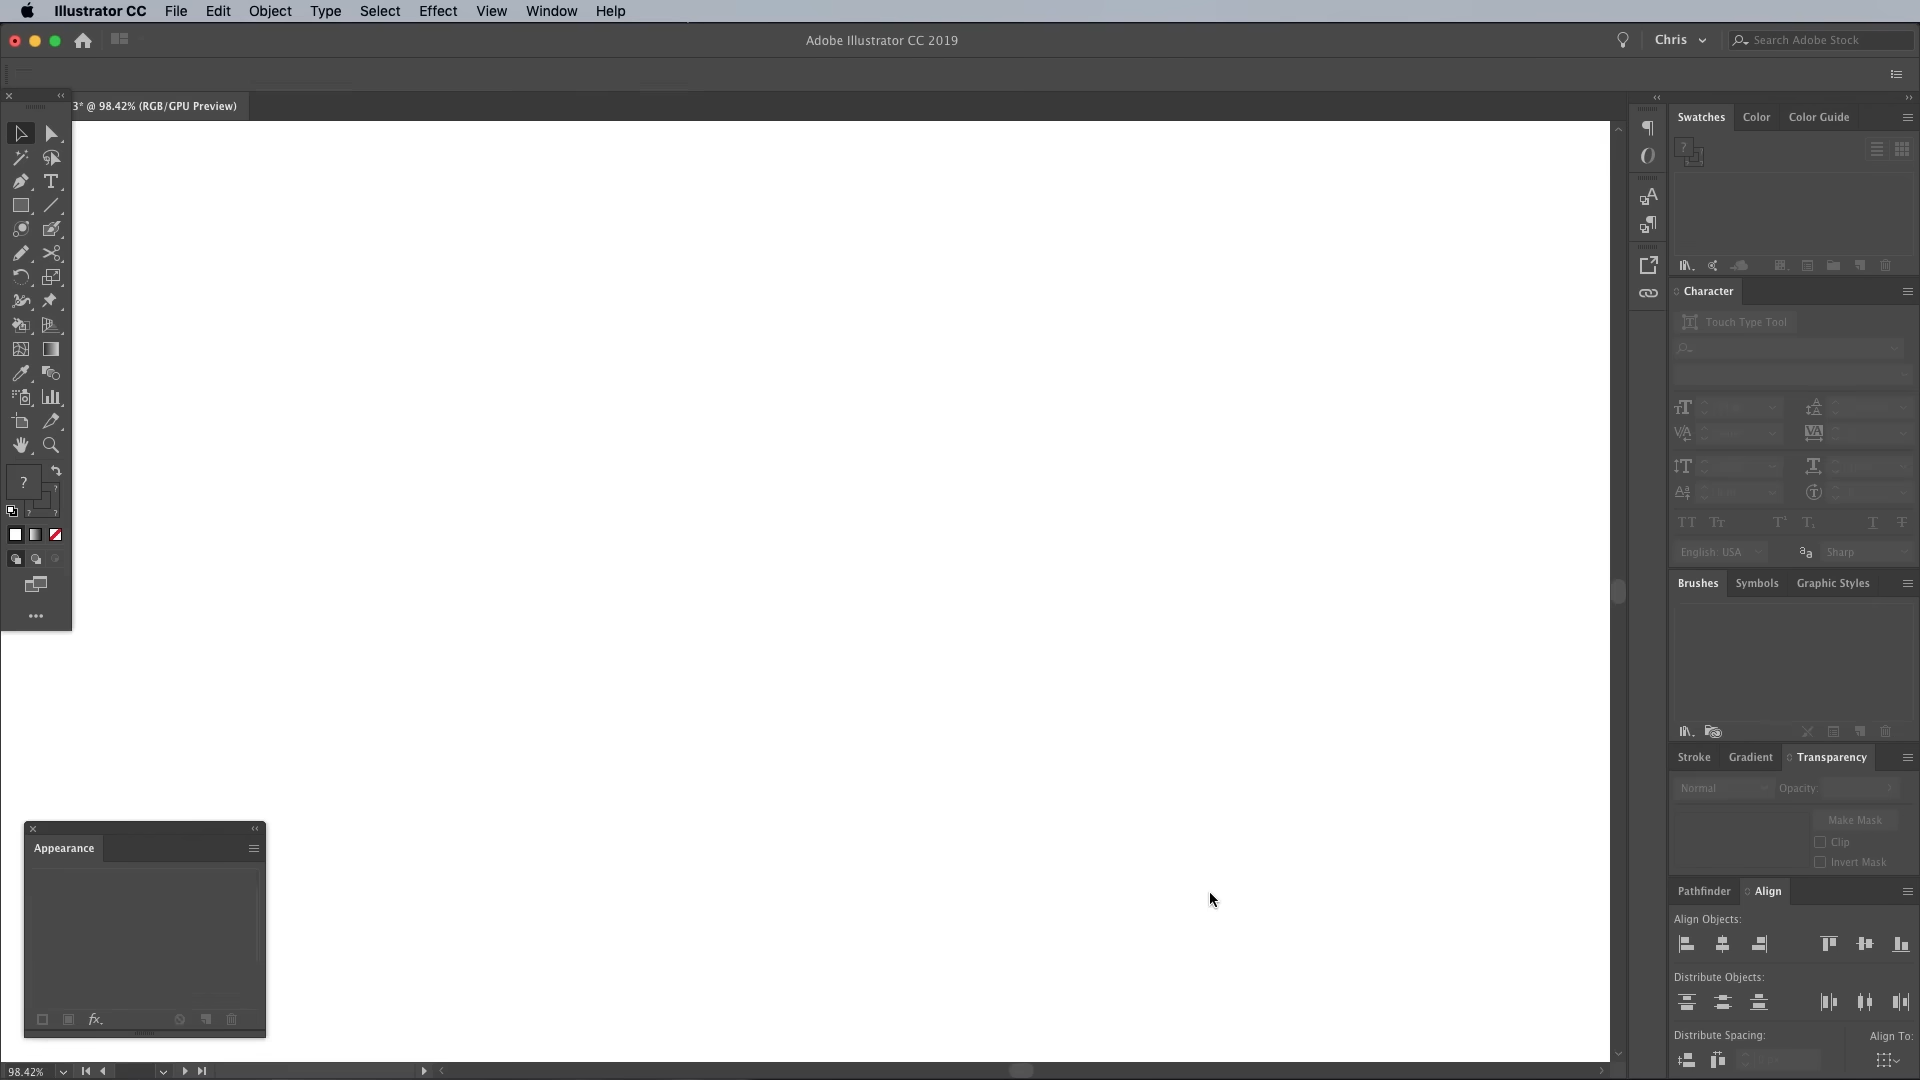 Illustrator CC File Edit Object Type Select Effect View Window Help
Adobe Illustrator CC 2019
Chris
Search Adobe Stock
3* @ 98.42% (RGB/GPU Preview)
Swatches Color Color Guide
Character
Touch Type Tool
English: USA
Sharp
Brushes Symbols Graphic Styles
Stroke Gradient Transparency
Normal Opacity:
Make Mask
Clip
Invert Mask
Appearance
fx.
Pathfinder Align
Align Objects:
Distribute Objects:
Distribute Spacing: Align To:
98.42%